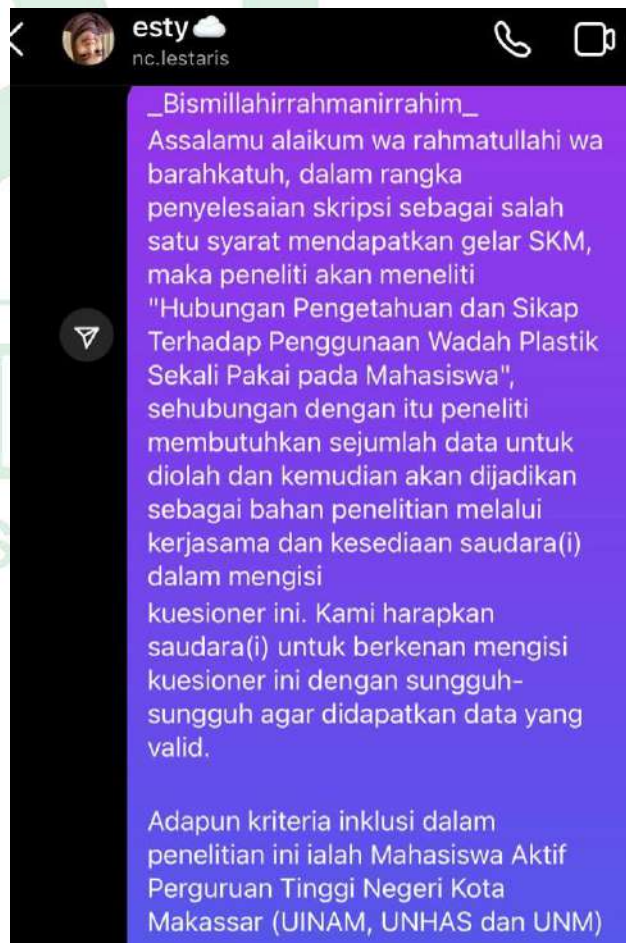 esty
nc.lestaris
_Bismillahirrahmanirrahim_
Assalamu alaikum wa rahmatullahi wa
barahkatuh, dalam rangka
penyelesaian skripsi sebagai salah
satu syarat mendapatkan gelar SKM,
maka peneliti akan meneliti
"Hubungan Pengetahuan dan Sikap
Terhadap Penggunaan Wadah Plastik
Sekali Pakai pada Mahasiswa",
sehubungan dengan itu peneliti
membutuhkan sejumlah data untuk
diolah dan kemudian akan dijadikan
sebagai bahan penelitian melalui
kerjasama dan kesediaan saudara(i)
dalam mengisi
kuesioner ini. Kami harapkan
saudara(i) untuk berkenan mengisi
kuesioner ini dengan sungguh-
sungguh agar didapatkan data yang
valid.
Adapun kriteria inklusi dalam
penelitian ini ialah Mahasiswa Aktif
Perguruan Tinggi Negeri Kota
Makassar (UINAM, UNHAS dan UNM)